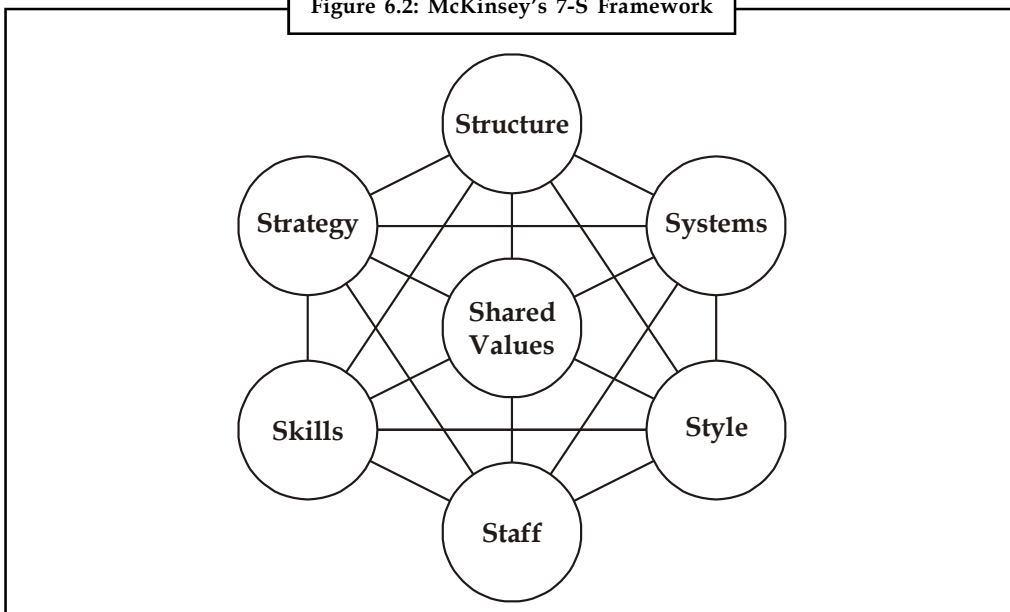 Figure 6.2: McKinsey's 7-S Framework
Structure
Strategy
Systems
Shared
Values
Skills
Style
Staff